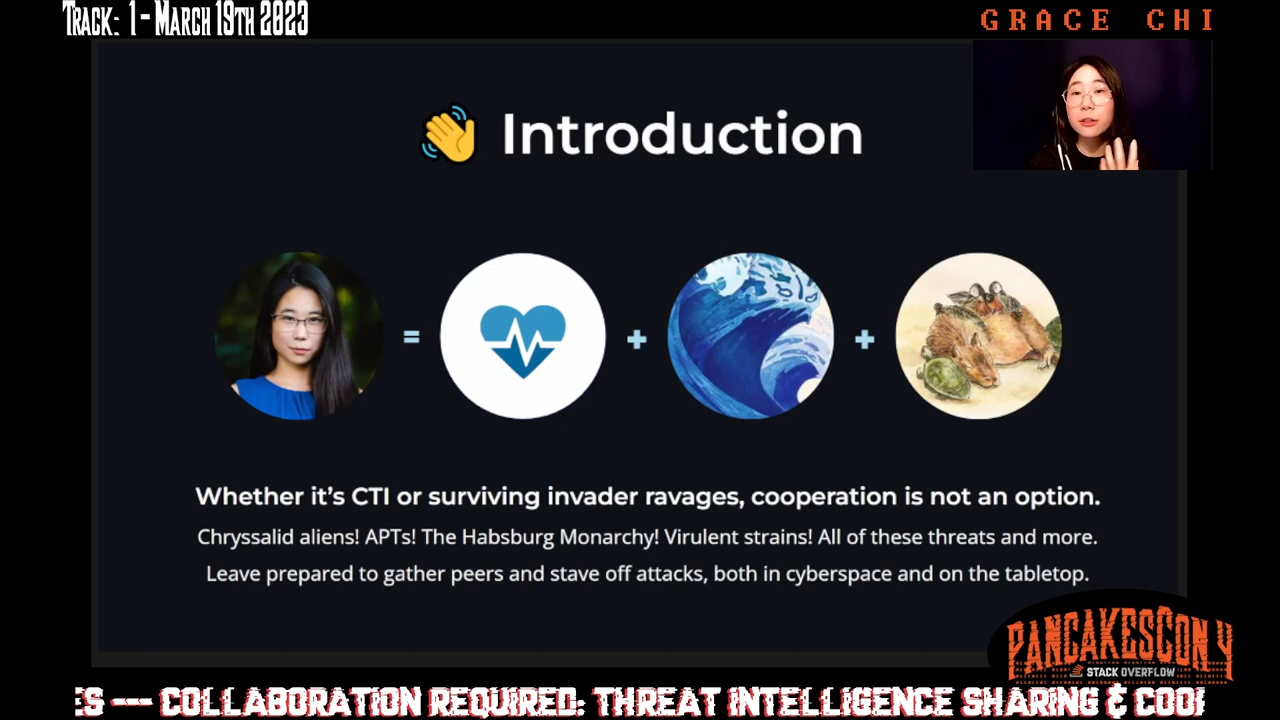 Track: 1 - March 19th 2023
GRACE CHI
Introduction
=
+
+
Whether it's CTI or surviving invader ravages, cooperation is not an option.
Chryssalid aliens! APTs! The Habsburg Monarchy! Virulent strains! All of these threats and more.
Leave prepared to gather peers and stave off attacks, both in cyberspace and on the tabletop.
PANCAKESCON 4
STACK OVERFLOW
ES --- COLLABORATION REQUIRED: THREAT INTELLIGENCE SHARING & COO